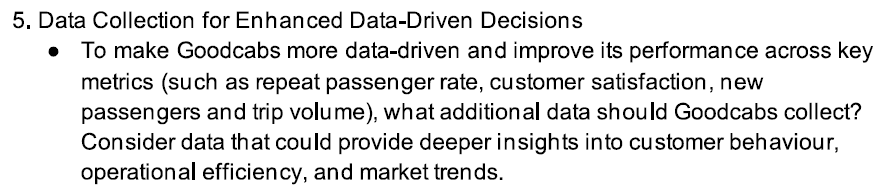 5. Data Collection for Enhanced Data-Driven Decisions
● To make Goodcabs more data-driven and improve its performance across key
metrics (such as repeat passenger rate, customer satisfaction, new
passengers and trip volume), what additional data should Goodcabs collect?
Consider data that could provide deeper insights into customer behaviour,
operational efficiency, and market trends.